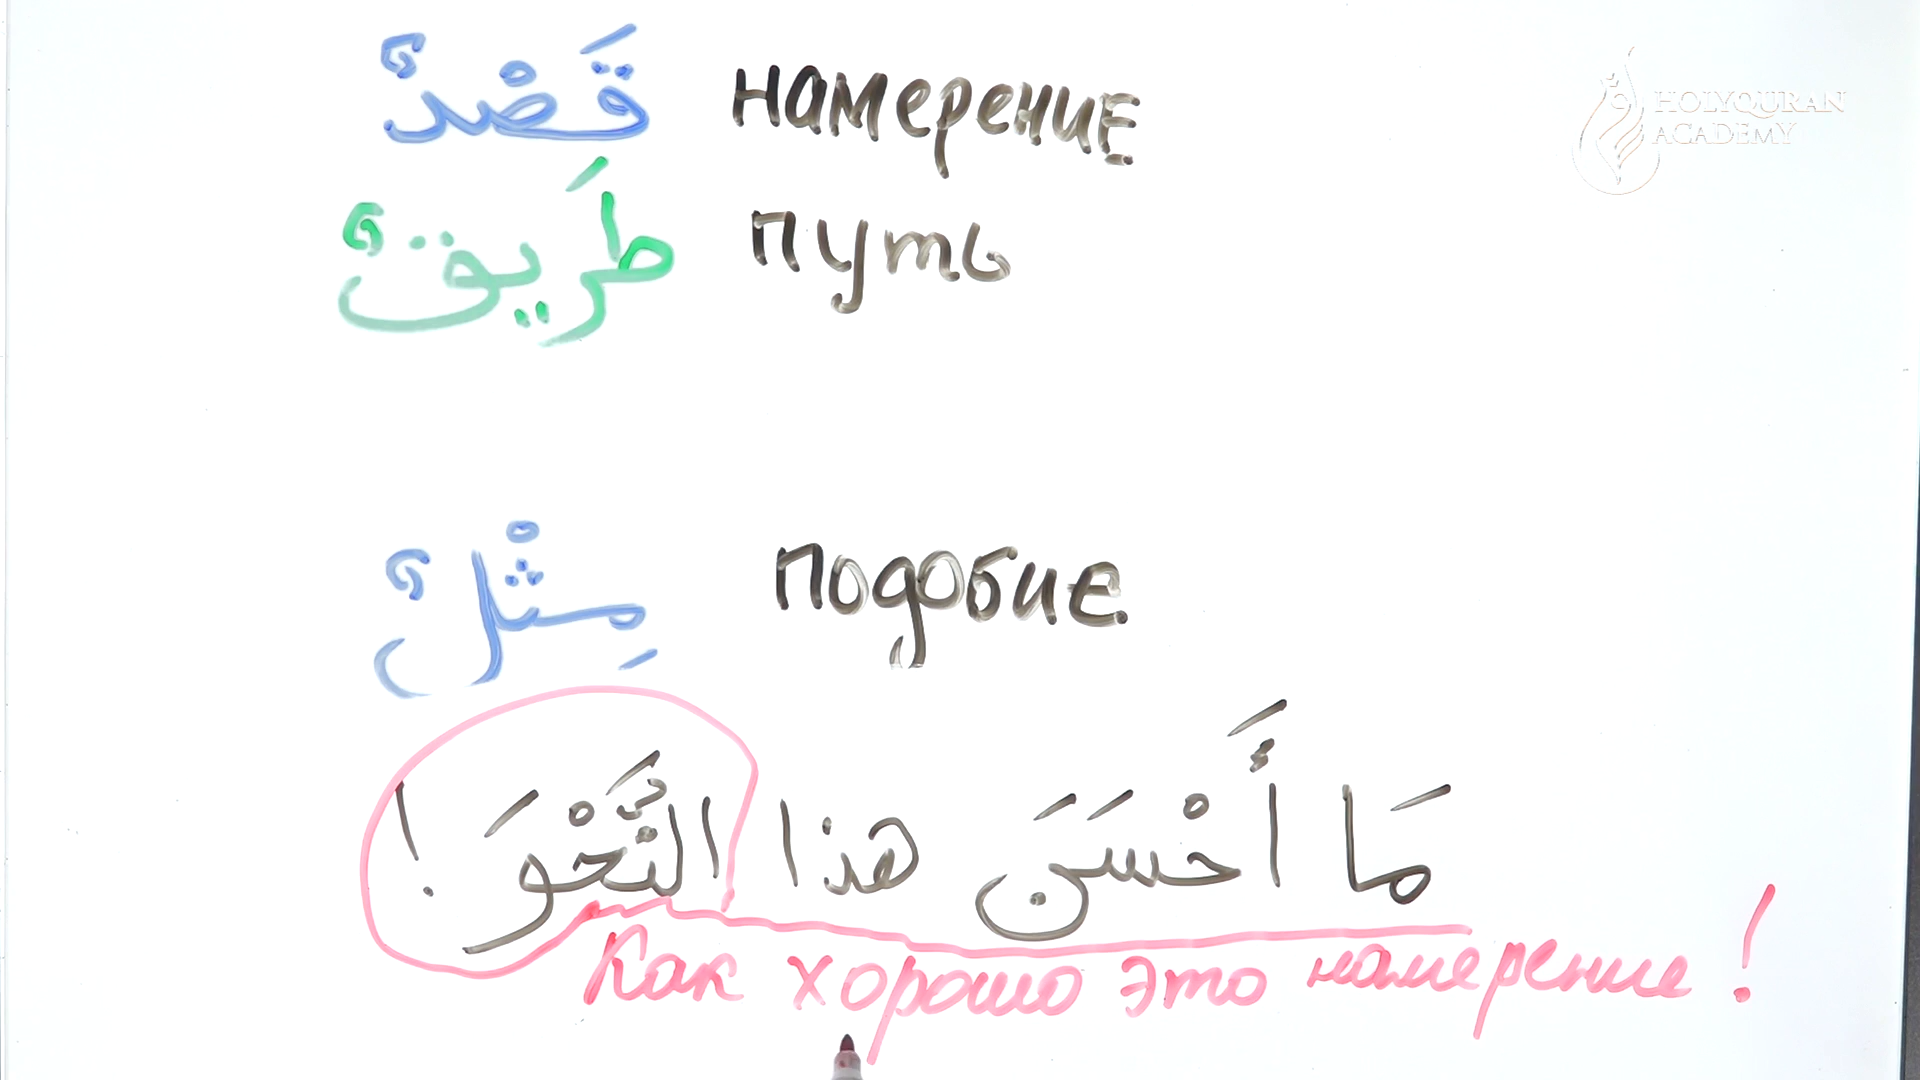 قَصْدٌ намерение
HOLYQURAN
ACADEMY
طَرِيقٌ путь
مِثْلٌ подобие
مَا أَحْسَنَ هذا النَّحْوَ !
Как хорошо это намерение!